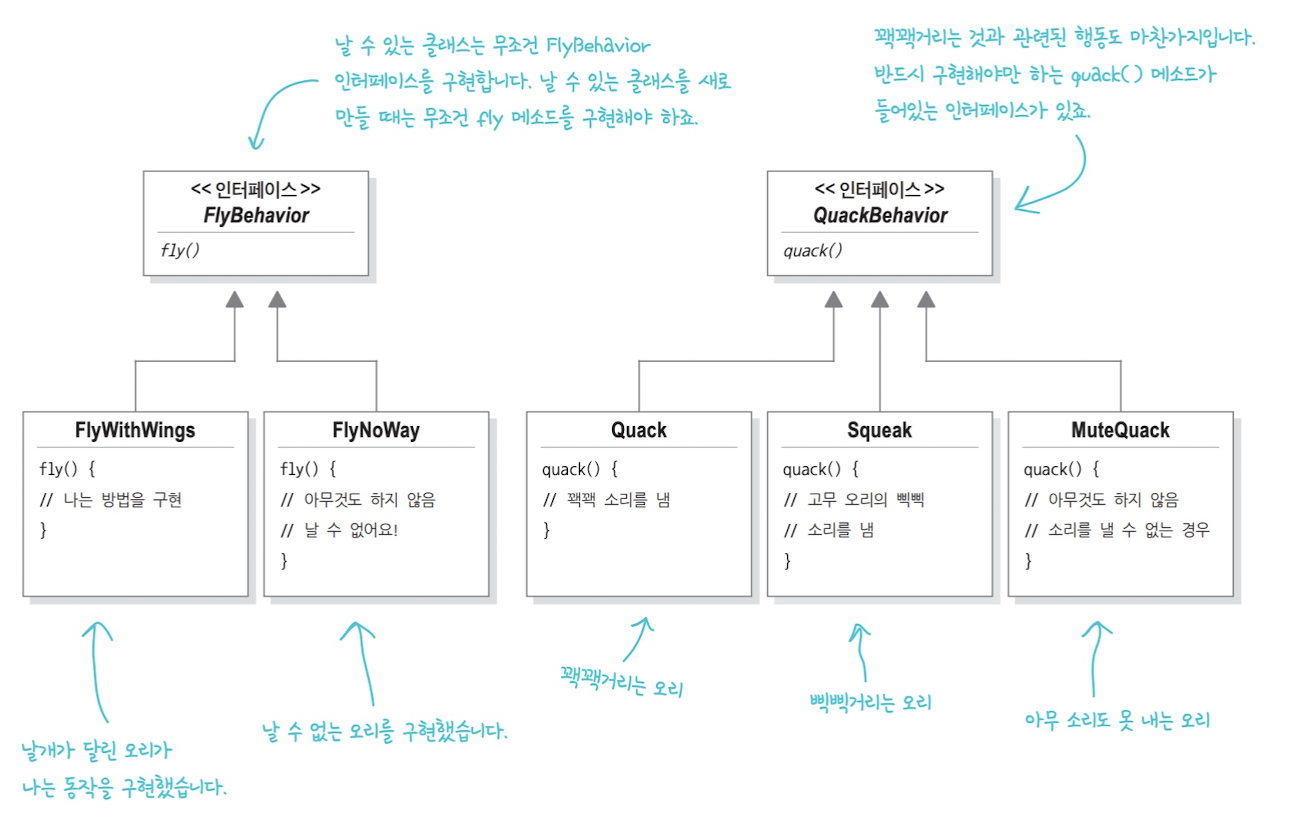 날 수 있는 클래스는 무조건 FlyBehavior
인터페이스를 구현합니다. 날 수 있는 클래스를 새로
만들 때는 무조건 fly 메소드를 구현해야 하죠.
꽥꽥거리는 것과 관련된 행동도 마찬가지입니다.
반드시 구현해야만 하는 quack() 메소드가
들어있는 인터페이스가 있죠.
<< 인터페이스 >>
FlyBehavior
fly()
<< 인터페이스 >>
QuackBehavior
quack()
FlyWithWings
fly() {
// 나는 방법을 구현
}
FlyNoWay
fly() {
// 아무것도 하지 않음
// 날 수 없어요!
}
Quack
quack() {
// 꽥꽥 소리를 냄
}
Squeak
quack() {
// 고무 오리의 삑삑
// 소리를 냄
}
MuteQuack
quack() {
// 아무것도 하지 않음
// 소리를 낼 수 없는 경우
}
날개가 달린 오리가
나는 동작을 구현했습니다.
날 수 없는 오리를 구현했습니다.
꽥꽥거리는 오리
삑삑거리는 오리
아무 소리도 못 내는 오리